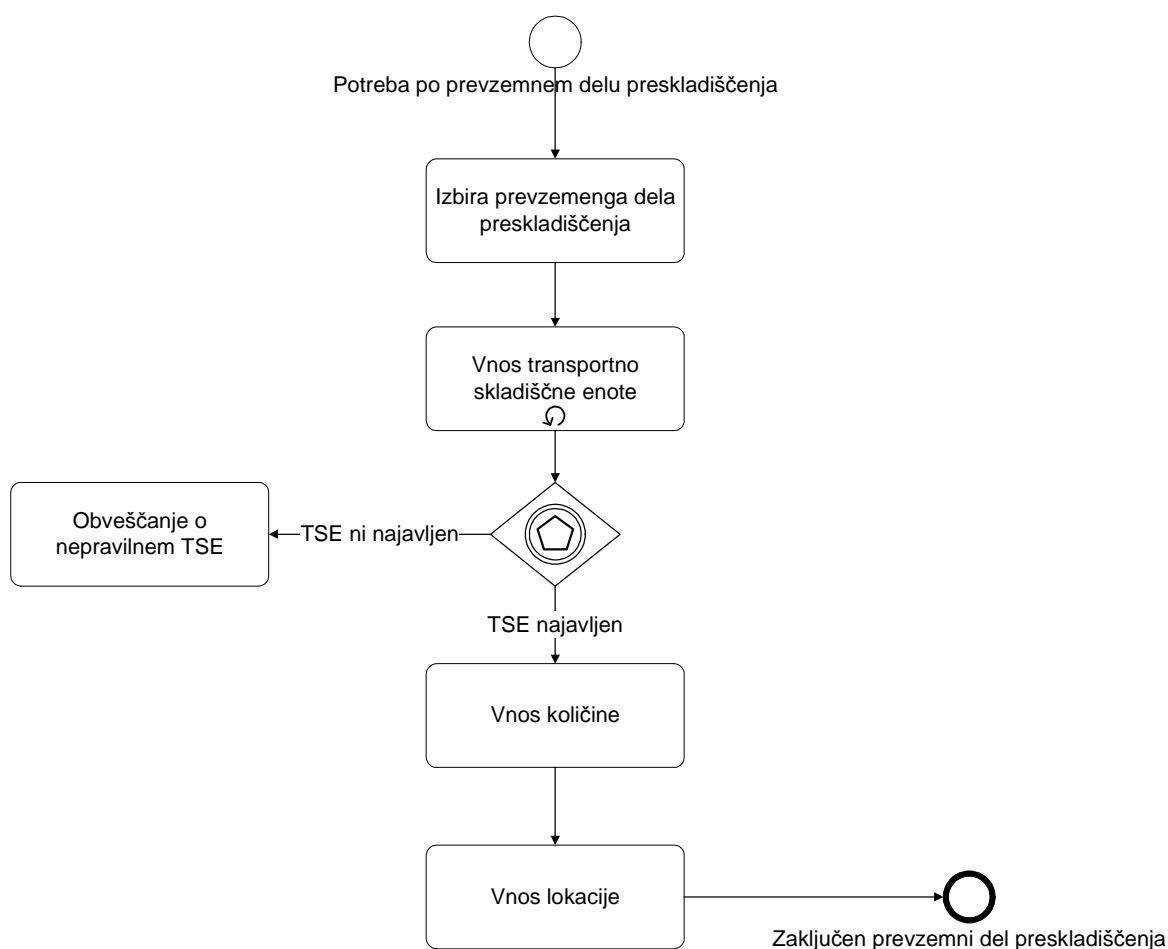 Potreba po prevzemnem delu preskladiščenja
Izbira prevzemenga dela
preskladiščenja
Vnos transportno
skladiščne enote
Obveščanje o
nepravilnem TSE
TSE ni najavljen
TSE najavljen
Vnos količine
Vnos lokacije
Zaključen prevzemni del preskladiščenja